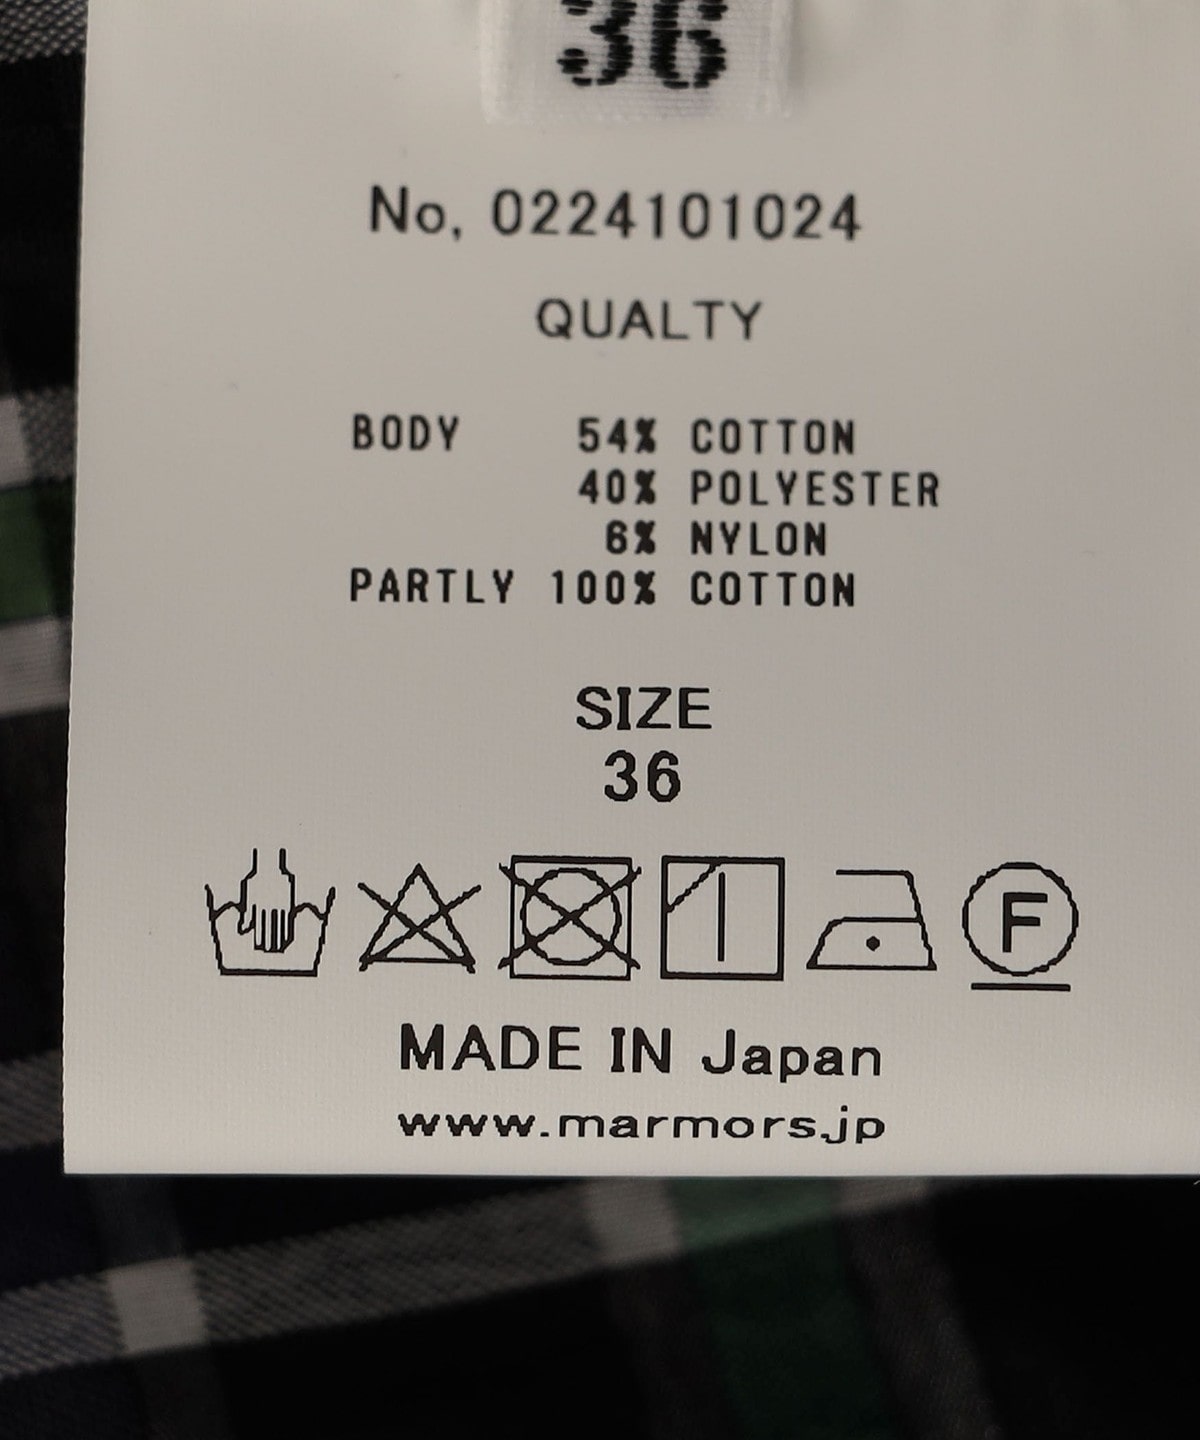 36
No, 0224101024
QUALTY
BODY 54% COTTON
40% POLYESTER
6% NYLON
PARTLY 100% COTTON
SIZE
36
F
MADE IN Japan
www.marmors.jp